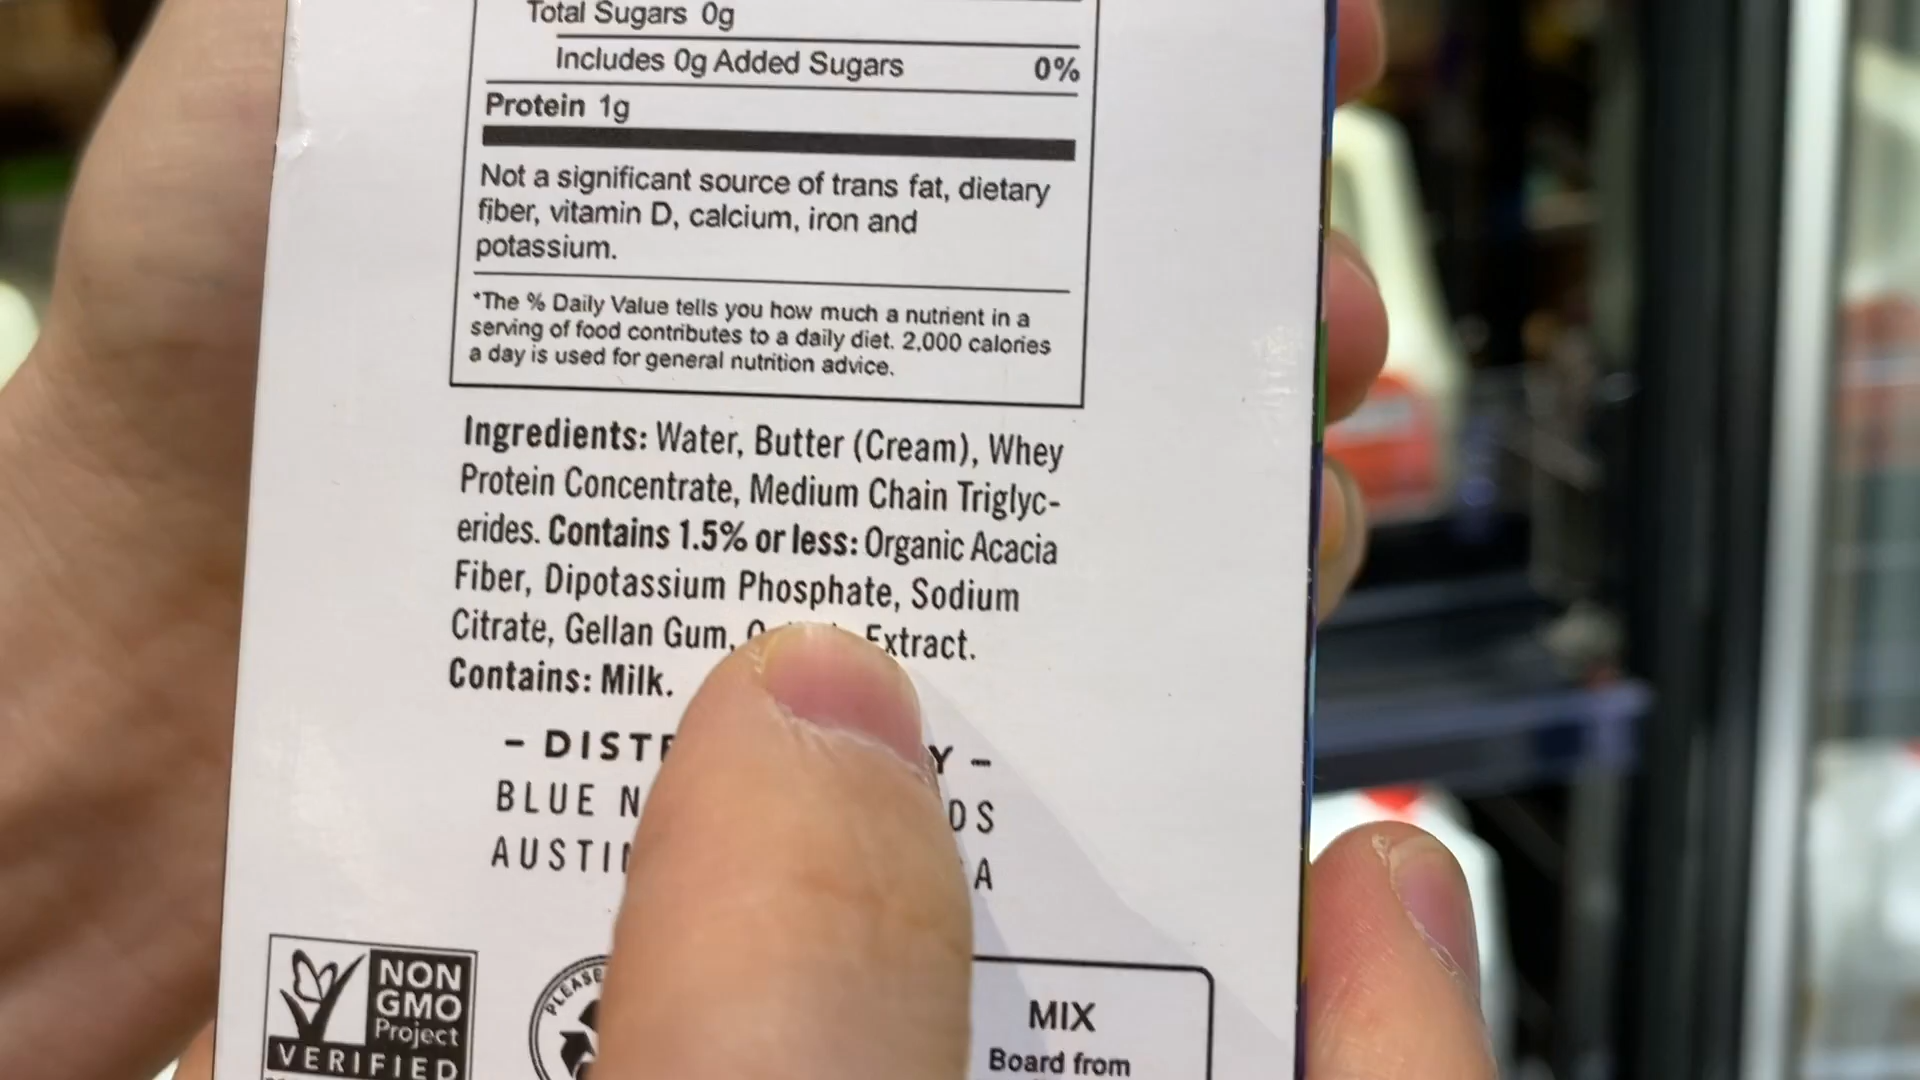 Total Sugars 0g
Includes 0g Added Sugars 0%
Protein 1g
Not a significant source of trans fat, dietary
fiber, vitamin D, calcium, iron and
potassium.
*The % Daily Value tells you how much a nutrient in a
serving of food contributes to a daily diet. 2,000 calories
a day is used for general nutrition advice.
Ingredients: Water, Butter (Cream), Whey
Protein Concentrate, Medium Chain Triglyc-
erides. Contains 1.5% or less: Organic Acacia
Fiber, Dipotassium Phosphate, Sodium
Citrate, Gellan Gum, Extract.
Contains: Milk.
BLUE
NON
GMO
Project
VERIFIED
PLEASE
MIX
Board from